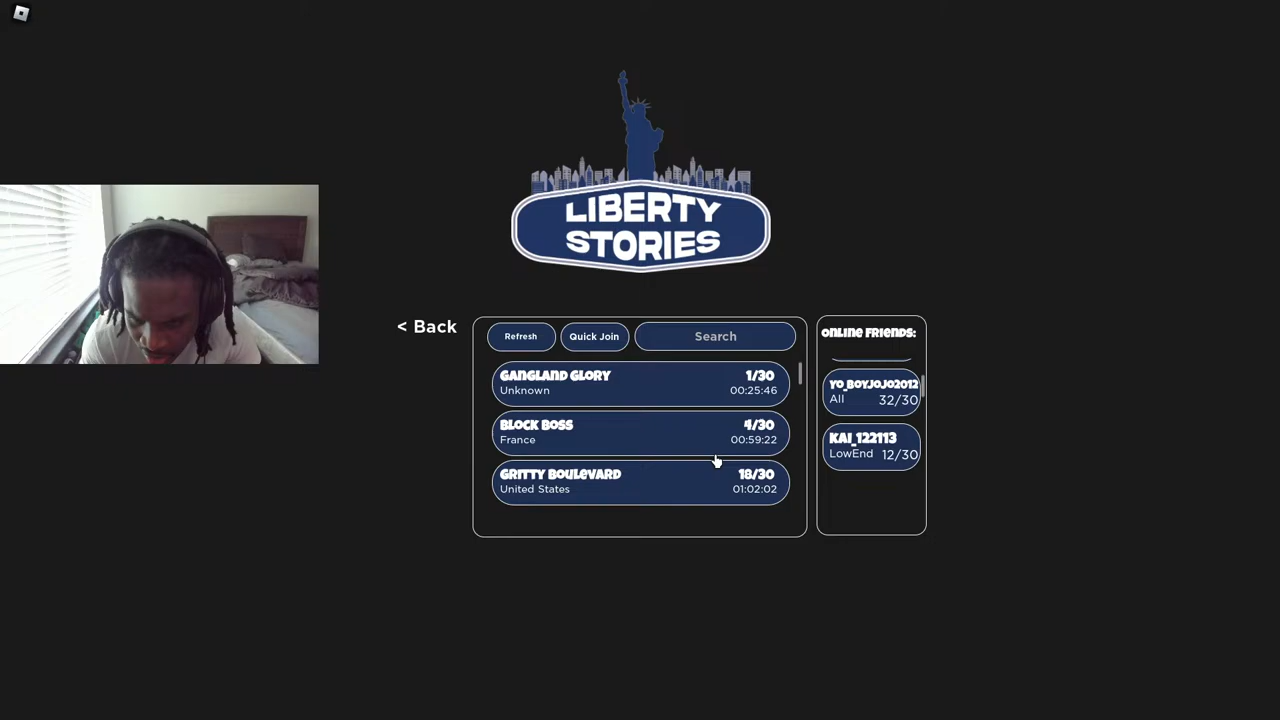 LIBERTY
STORIES
< Back
Refresh
Quick Join
Search
GANGLAND GLORY
1/30
Unknown
00:25:46
BLOCK BOSS
4/30
France
00:59:22
GRITTY BOULEVARD
18/30
United States
01:02:02
ONLINE FRIENDS:
YO_BOYJOJO2012
All
32/30
KAI_122113
LowEnd
12/30